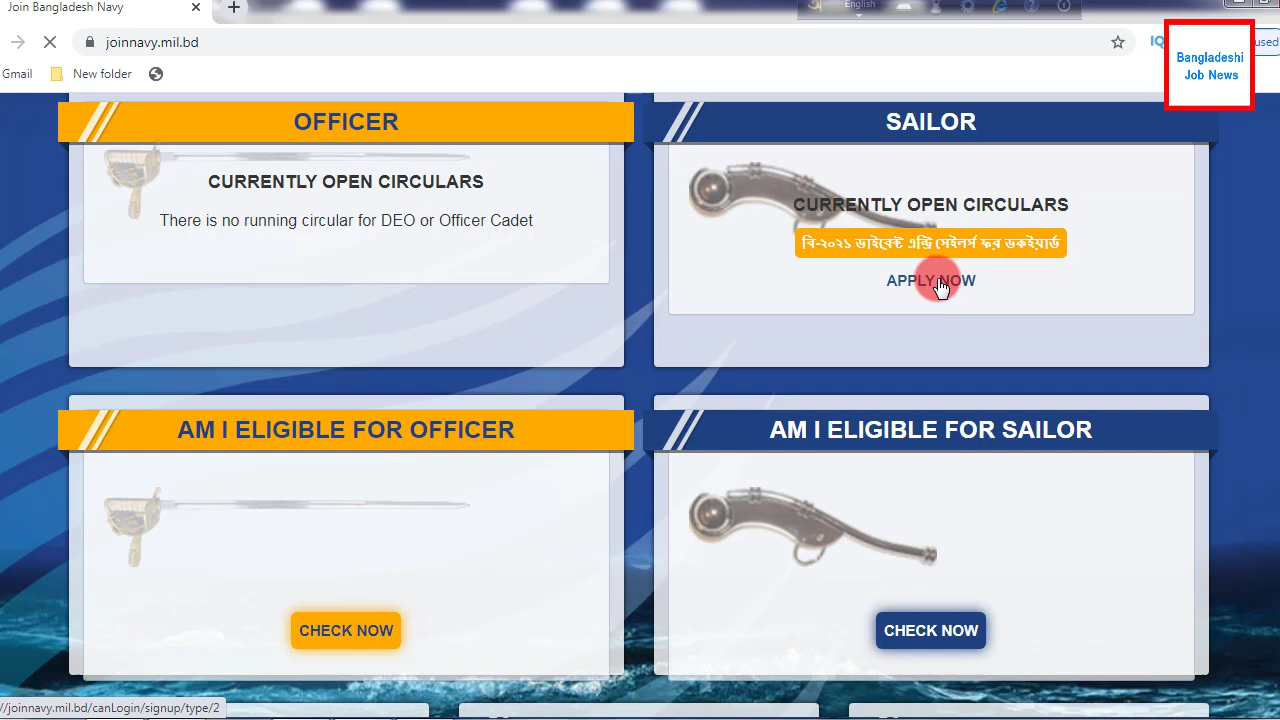 Join Bangladesh Navy
English
joinnavy.mil.bd
Gmail
New folder
Bangladeshi
Job News
OFFICER
SAILOR
CURRENTLY OPEN CIRCULARS
There is no running circular for DEO or Officer Cadet
CURRENTLY OPEN CIRCULARS
বি-২০২১ ডাইরেক্ট এন্ট্রি সেইলর্স ফর ডকইয়ার্ড
APPLY NOW
AM I ELIGIBLE FOR OFFICER
AM I ELIGIBLE FOR SAILOR
CHECK NOW
CHECK NOW
//joinnavy.mil.bd/canLogin/signup/type/2